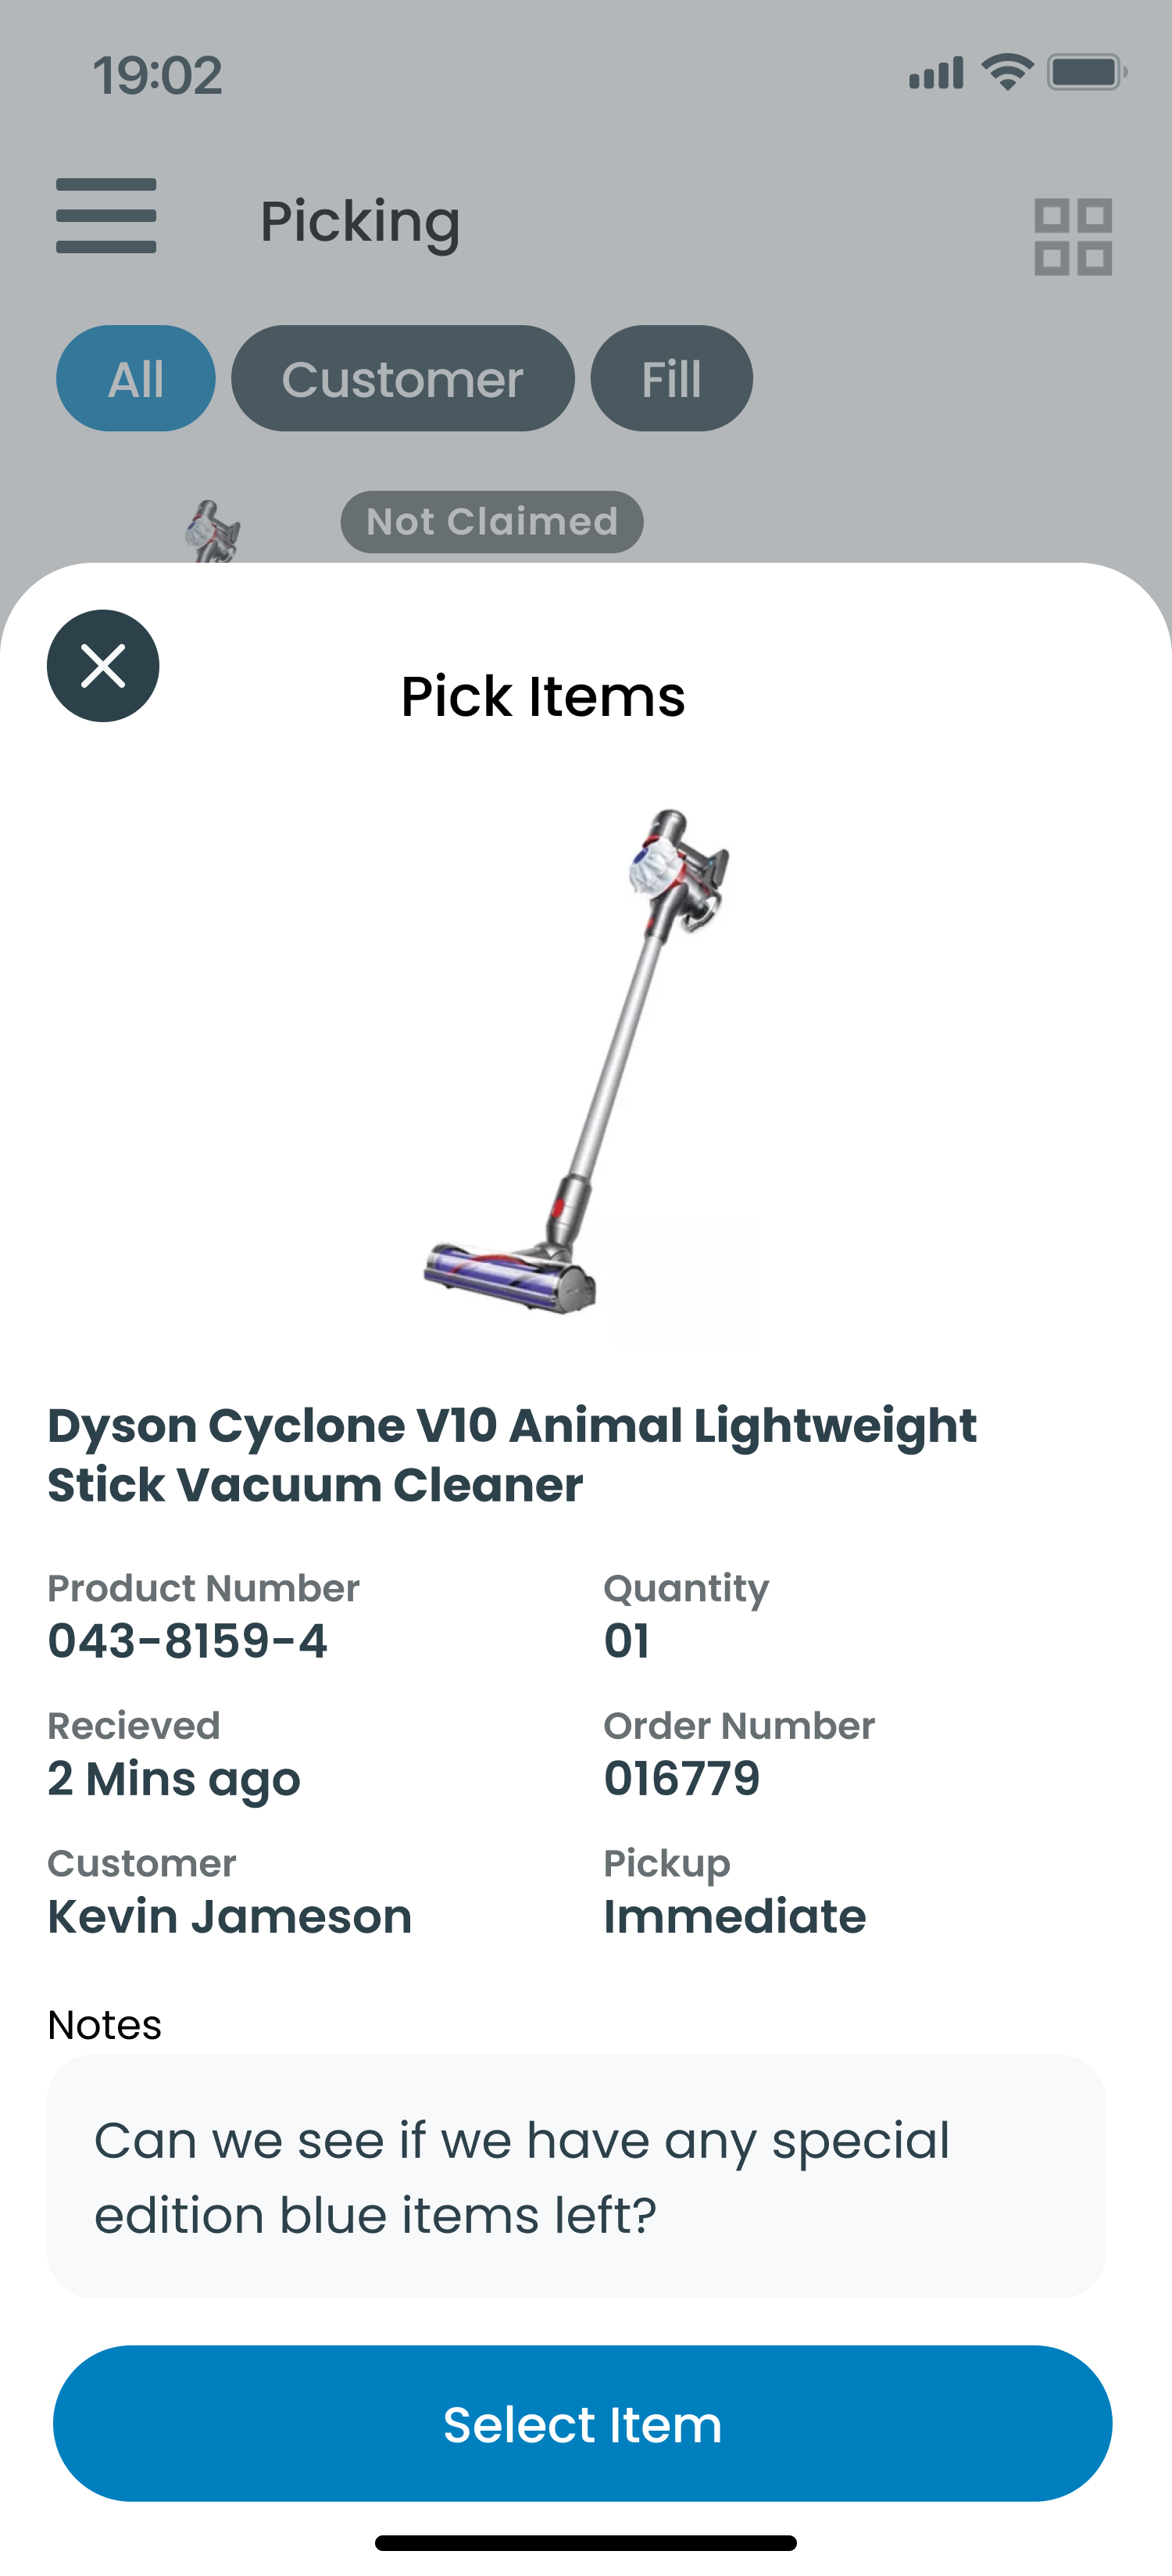 19:02
Picking
All Customer Fill
Not Claimed
Pick Items
Dyson Cyclone V10 Animal Lightweight
Stick Vacuum Cleaner
Product Number Quantity
043-8159-4 01
Recieved Order Number
2 Mins ago 016779
Customer Pickup
Kevin Jameson Immediate
Notes
Can we see if we have any special
edition blue items left?
Select Item